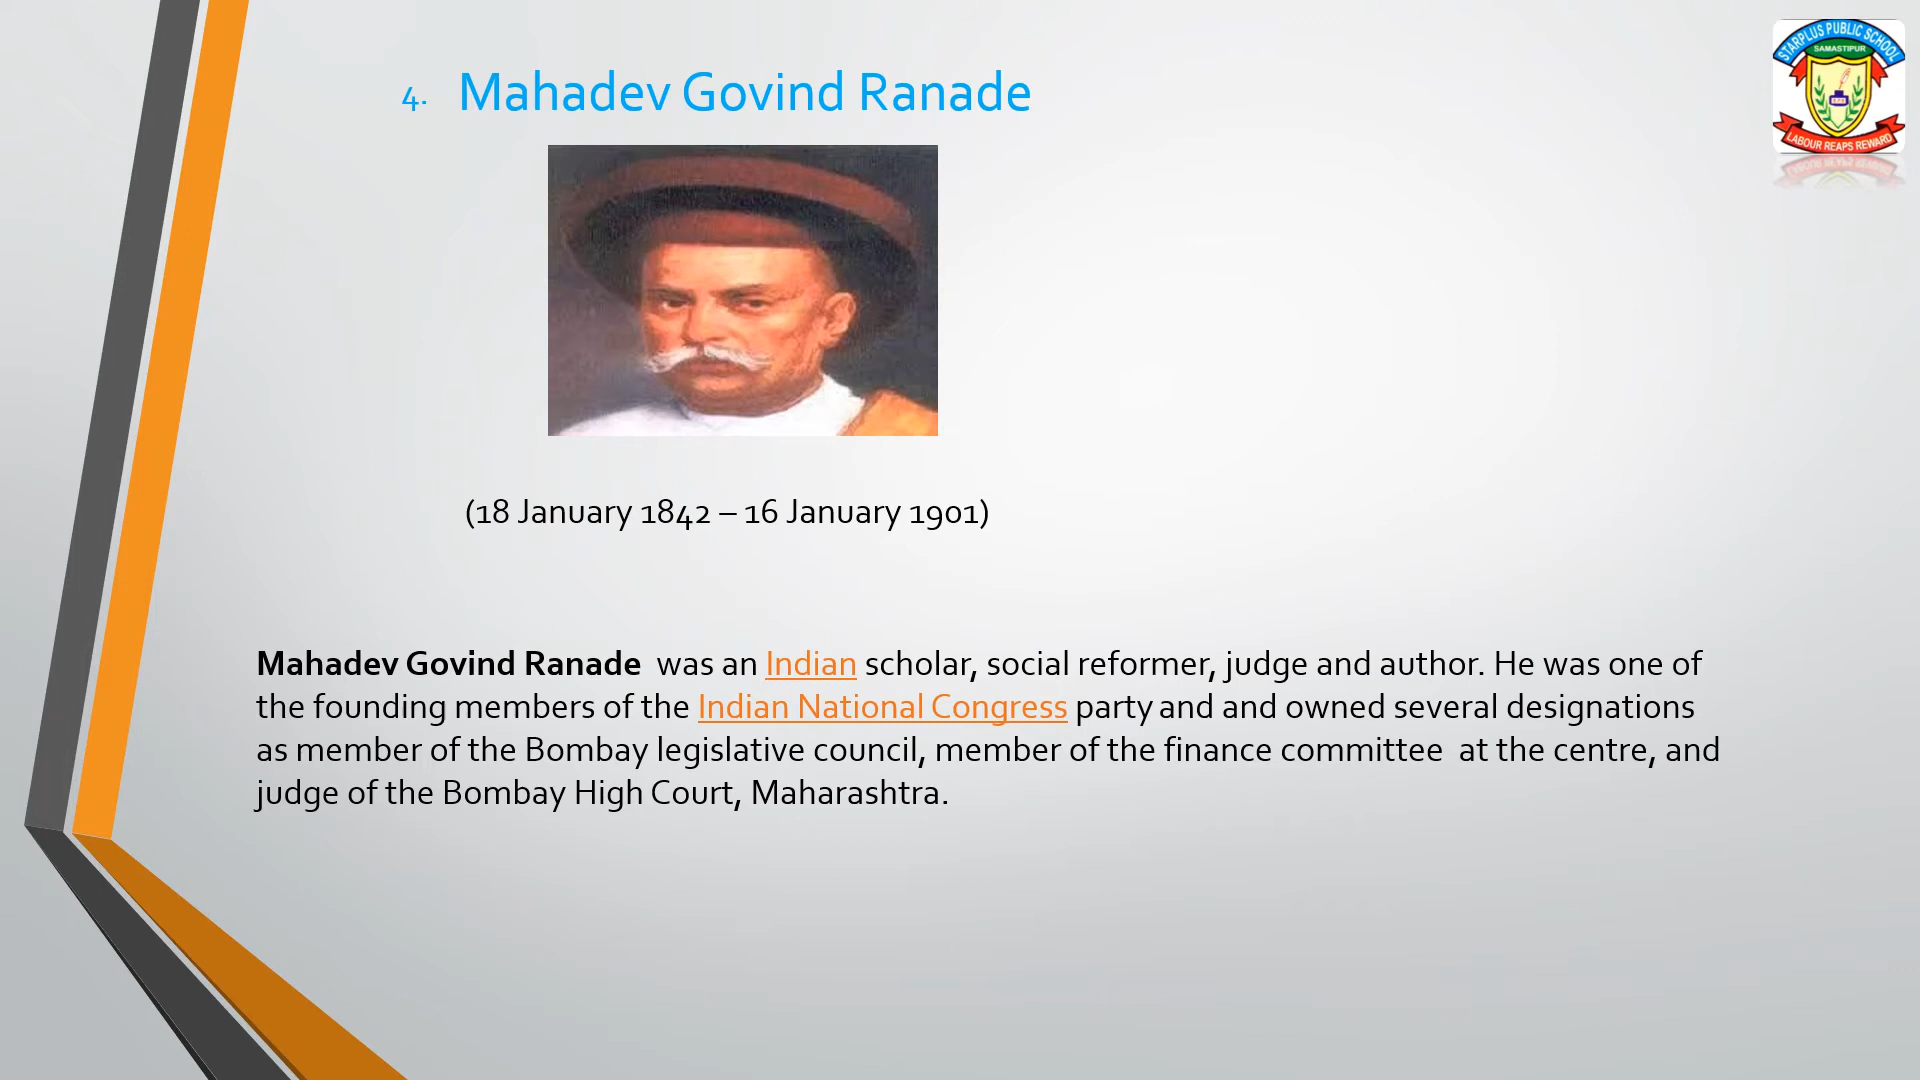 STARPLUS PUBLIC SCHOOL
SAMASTIPUR
LABOUR REAPS REWARD
4. Mahadev Govind Ranade
(18 January 1842 – 16 January 1901)
Mahadev Govind Ranade was an Indian scholar, social reformer, judge and author. He was one of
the founding members of the Indian National Congress party and and owned several designations
as member of the Bombay legislative council, member of the finance committee at the centre, and
judge of the Bombay High Court, Maharashtra.